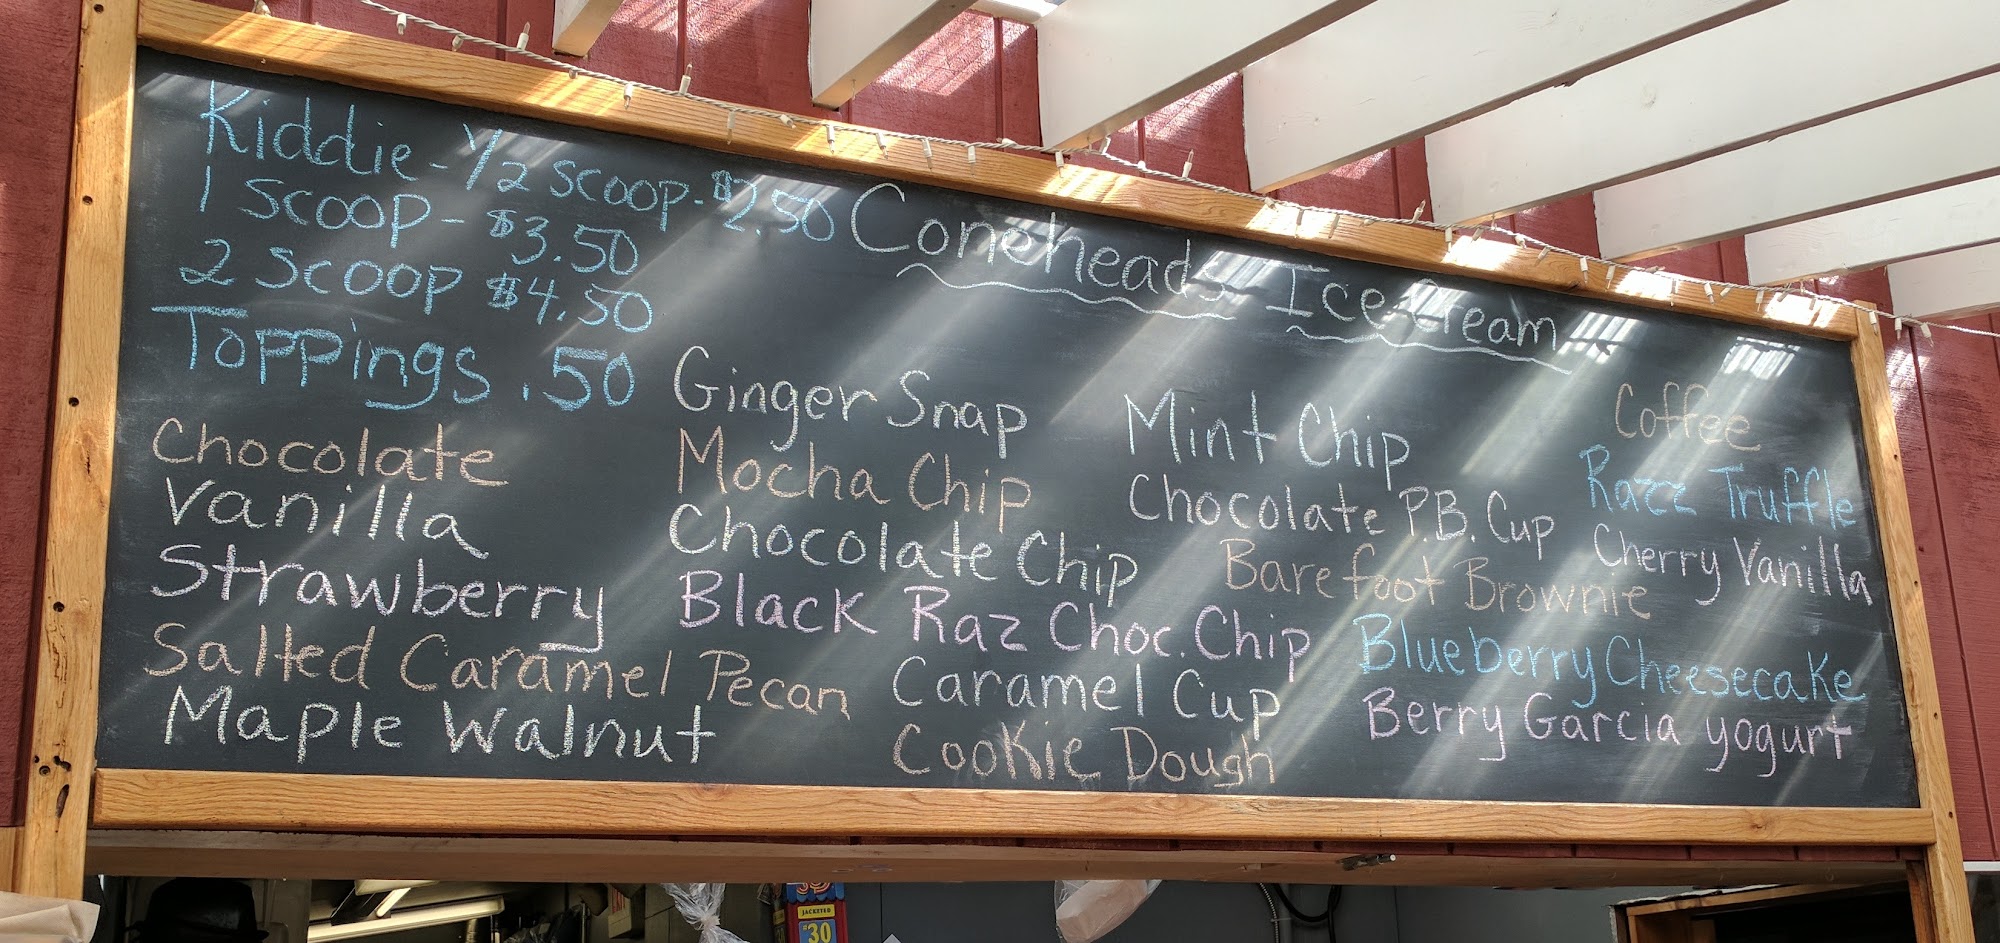 Kiddie - 1/2 scoop - $2.50
1 scoop - $3.50
2 scoop $4.50
Toppings .50
Coneheads Ice Cream
Chocolate
Vanilla
Strawberry
Salted Caramel Pecan
Maple Walnut
Ginger Snap
Mocha Chip
Chocolate Chip
Black Raz Choc. Chip
Caramel Cup
Cookie Dough
Mint Chip
Chocolate P.B. Cup
Barefoot Brownie
Blueberry Cheesecake
Berry Garcia yogurt
Coffee
Razz Truffle
Cherry Vanilla
JACKETED
$30